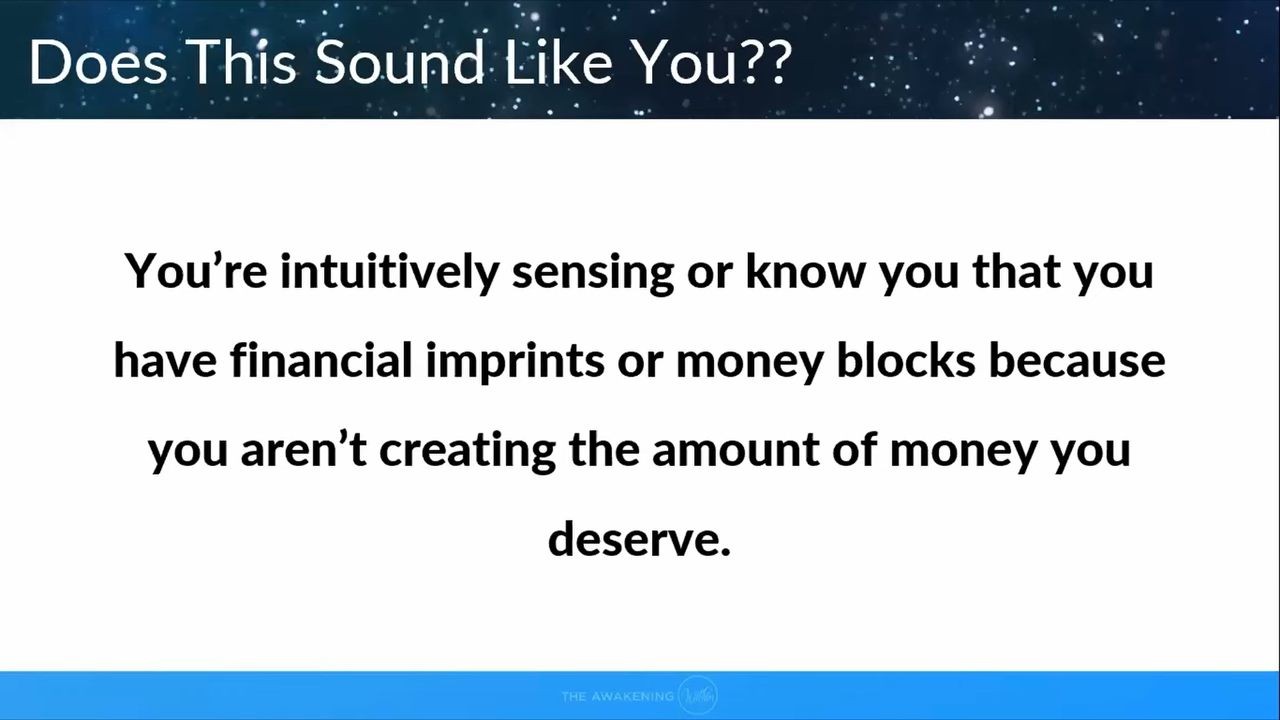 Does This Sound Like You??
You’re intuitively sensing or know you that you
have financial imprints or money blocks because
you aren’t creating the amount of money you
deserve.
THE AWAKENING Within